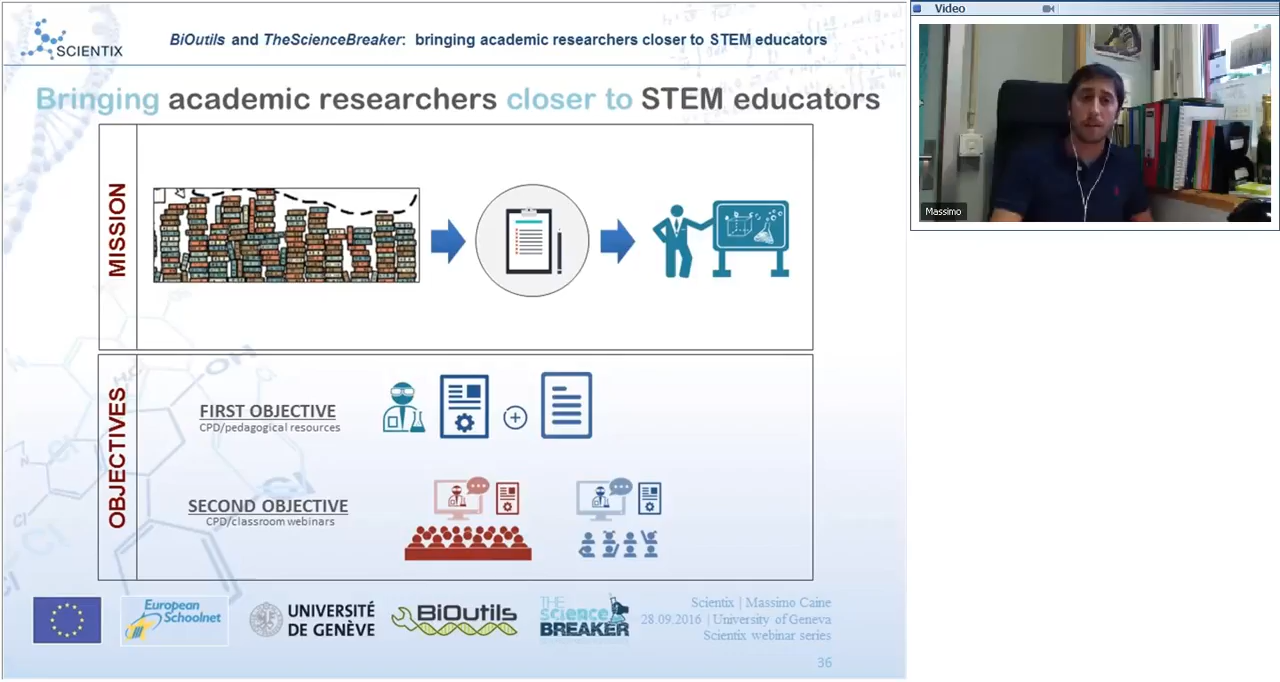 SCIENTIX
BiOutils and TheScienceBreaker: bringing academic researchers closer to STEM educators
Bringing academic researchers closer to STEM educators
MISSION
OBJECTIVES
FIRST OBJECTIVE
CPD/pedagogical resources
SECOND OBJECTIVE
CPD/classroom webinars
European
Schoolnet
UNIVERSITÉ
DE GENÈVE
BiOutils
THE
Science
BREAKER
Scientix | Massimo Caine
28.09.2016 | University of Geneva
Scientix webinar series
36
Video
Massimo